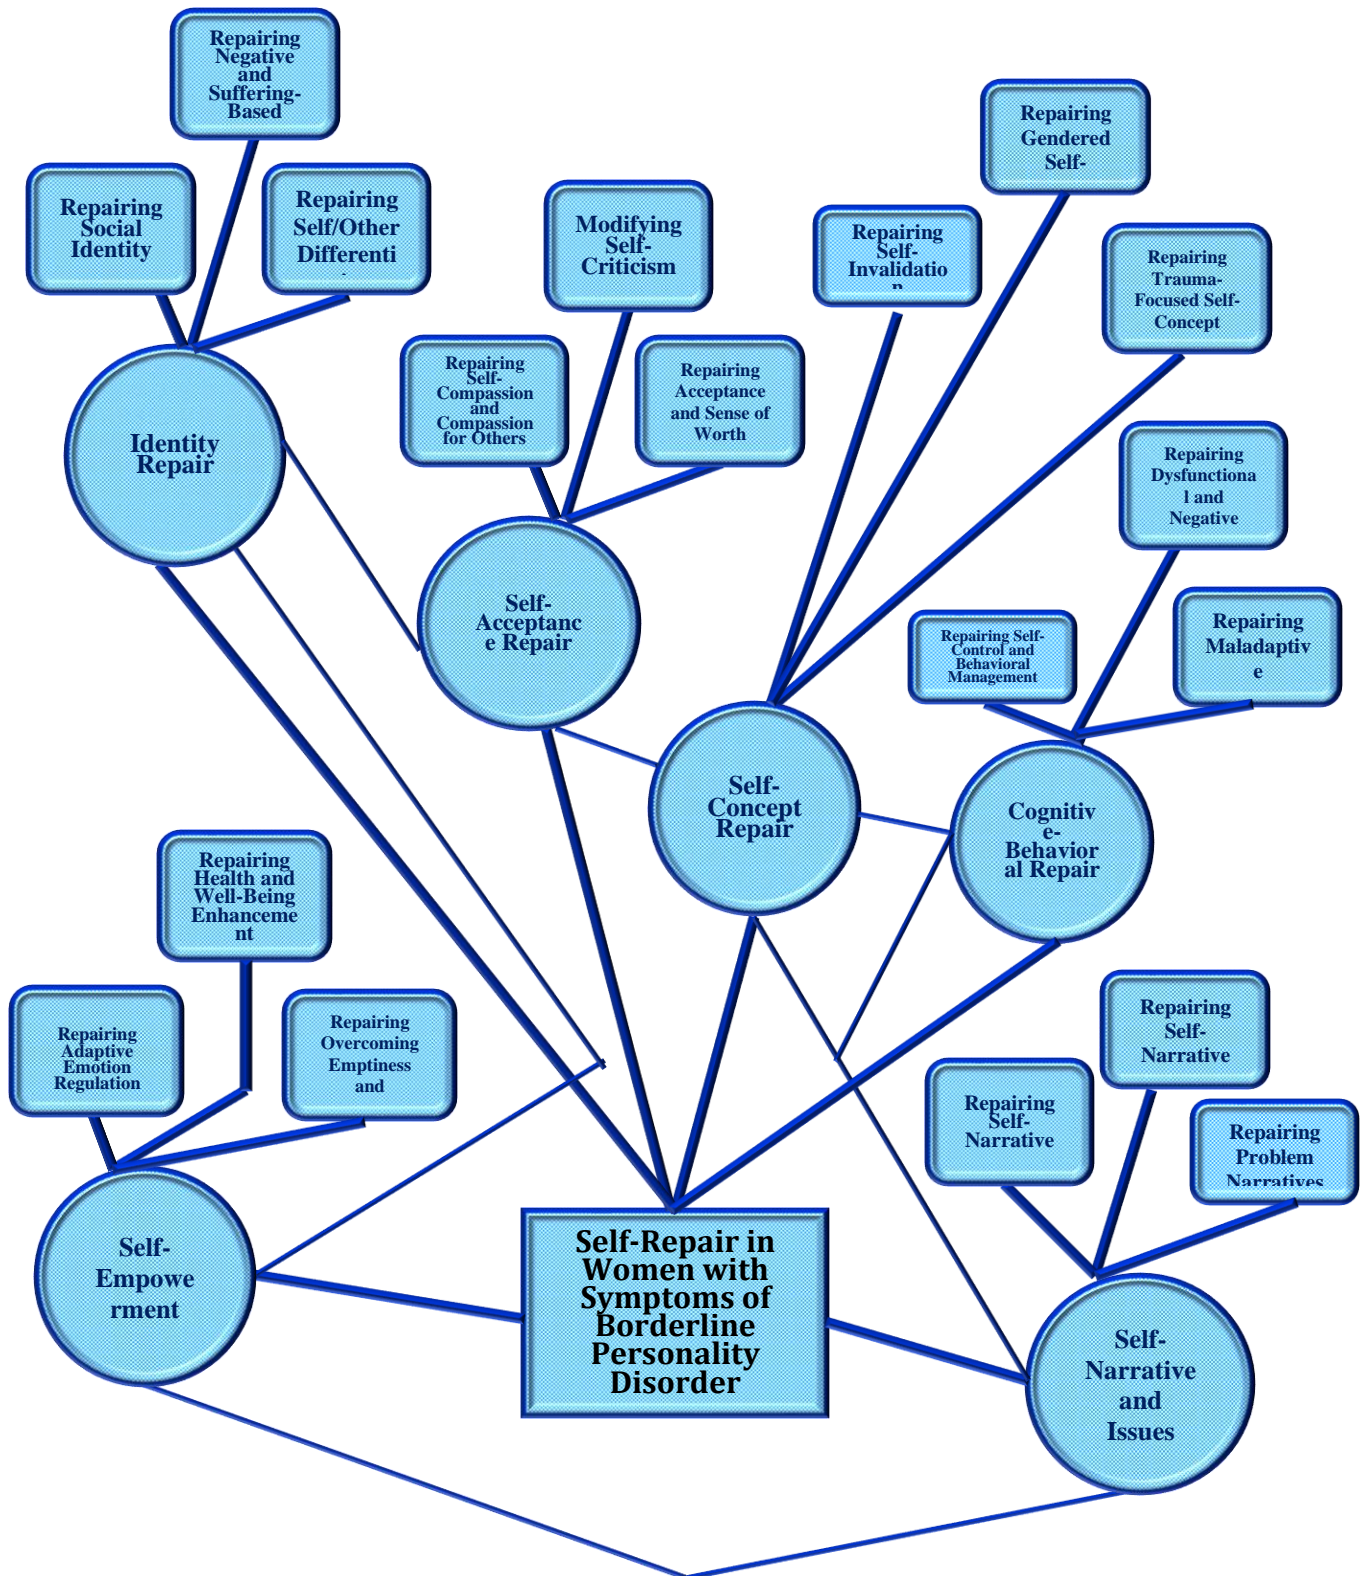 Repairing
Negative
and
Suffering-
Based
Repairing
Social
Identity
Repairing
Self/Other
Differenti
Modifying
Self-
Criticism
Repairing
Self-
Compassion
and
Compassion
for Others
Repairing
Acceptance
and Sense of
Worth
Repairing
Self-
Invalidatio
n
Repairing
Gendered
Self-
Repairing
Trauma-
Focused Self-
Concept
Repairing
Dysfunctiona
l and
Negative
Repairing Self-
Control and
Behavioral
Management
Repairing
Maladaptiv
e
Identity
Repair
Self-
Acceptanc
e Repair
Self-
Concept
Repair
Cognitiv
e-
Behavior
al Repair
Repairing
Health and
Well-Being
Enhanceme
nt
Repairing
Adaptive
Emotion
Regulation
Repairing
Overcoming
Emptiness
and
Repairing
Self-
Narrative
Repairing
Self-
Narrative
Repairing
Problem
Narratives
Self-
Empowe
rment
Self-Repair in
Women with
Symptoms of
Borderline
Personality
Disorder
Self-
Narrative
and
Issues